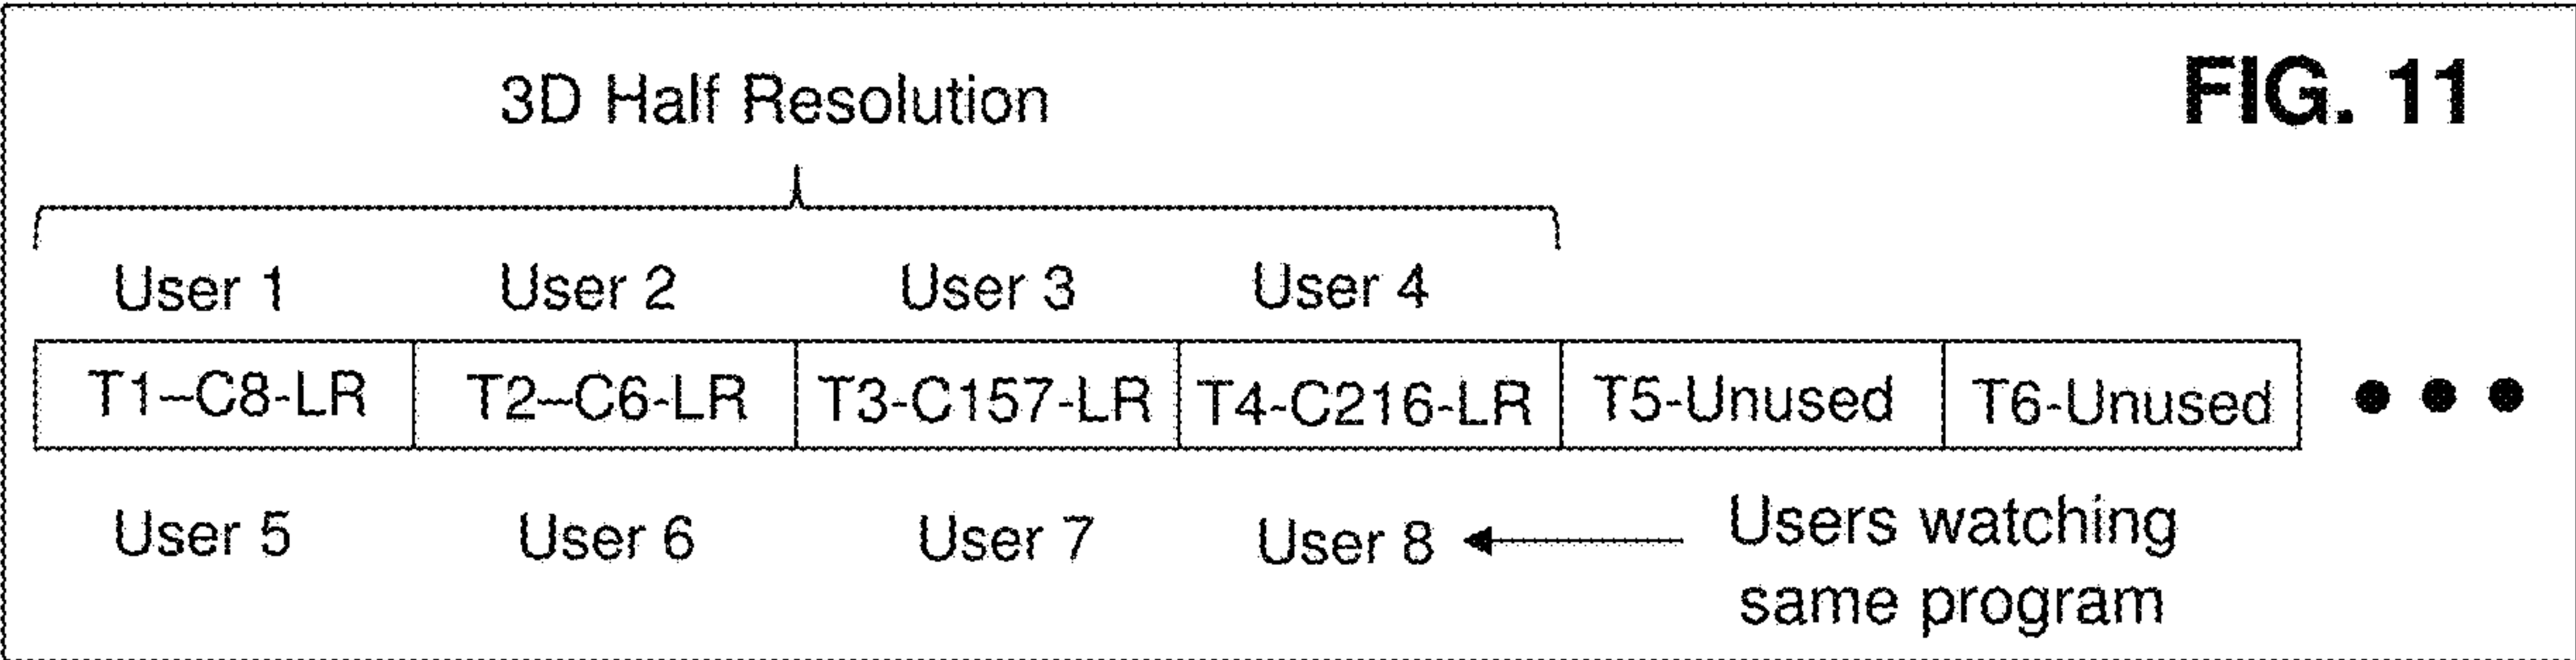 FIG. 11
3D Half Resolution
User 1 User 2 User 3 User 4
T1–C8-LR T2–C6-LR T3-C157-LR T4-C216-LR T5-Unused T6-Unused
User 5 User 6 User 7 User 8 Users watching
same program